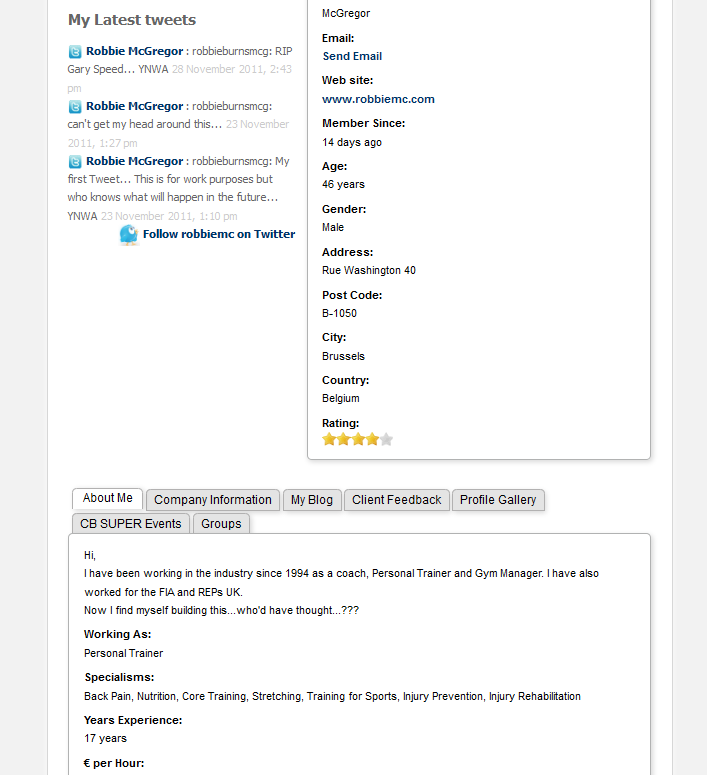 My Latest tweets
Robbie McGregor : robbieburnsmcg: RIP
Gary Speed... YNWA 28 November 2011, 2:43
pm
Robbie McGregor : robbieburnsmcg:
can't get my head around this... 23 November
2011, 1:27 pm
Robbie McGregor : robbieburnsmcg: My
first Tweet... This is for work purposes but
who knows what will happen in the future...
YNWA 23 November 2011, 1:10 pm
Follow robbiemc on Twitter
McGregor
Email:
Send Email
Web site:
www.robbiemc.com
Member Since:
14 days ago
Age:
46 years
Gender:
Male
Address:
Rue Washington 40
Post Code:
B-1050
City:
Brussels
Country:
Belgium
Rating:
About Me Company Information My Blog Client Feedback Profile Gallery
CB SUPER Events Groups
Hi,
I have been working in the industry since 1994 as a coach, Personal Trainer and Gym Manager. I have also
worked for the FIA and REPs UK.
Now I find myself building this...who'd have thought...???
Working As:
Personal Trainer
Specialisms:
Back Pain, Nutrition, Core Training, Stretching, Training for Sports, Injury Prevention, Injury Rehabilitation
Years Experience:
17 years
€ per Hour: